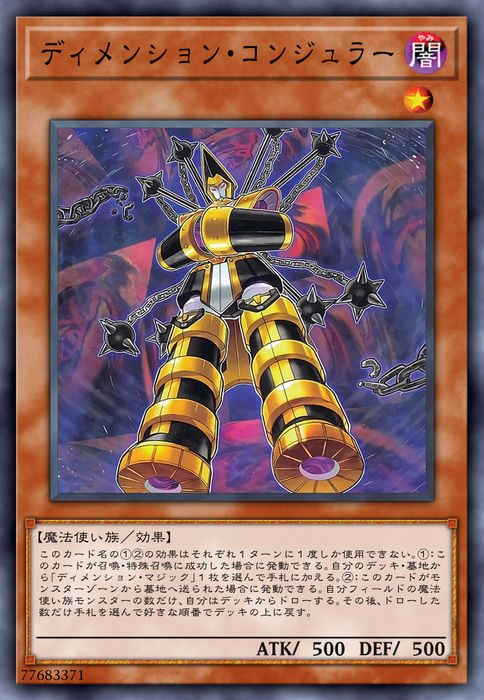 ディメンション・コンジュラー
やみ
闇
【魔法使い族／効果】
このカード名の①②の効果はそれぞれ１ターンに１度しか使用できない。①：こ
のカードが召喚・特殊召喚に成功した場合に発動できる。自分のデッキ・墓地か
ら「ディメンション・マジック」１枚を選んで手札に加える。②：このカードがモ
ンスターゾーンから墓地へ送られた場合に発動できる。自分フィールドの魔法
使い族モンスターの数だけ、自分はデッキからドローする。その後、ドローした
数だけ手札を選んで好きな順番でデッキの上に戻す。
ATK/ 500 DEF/ 500
77683371